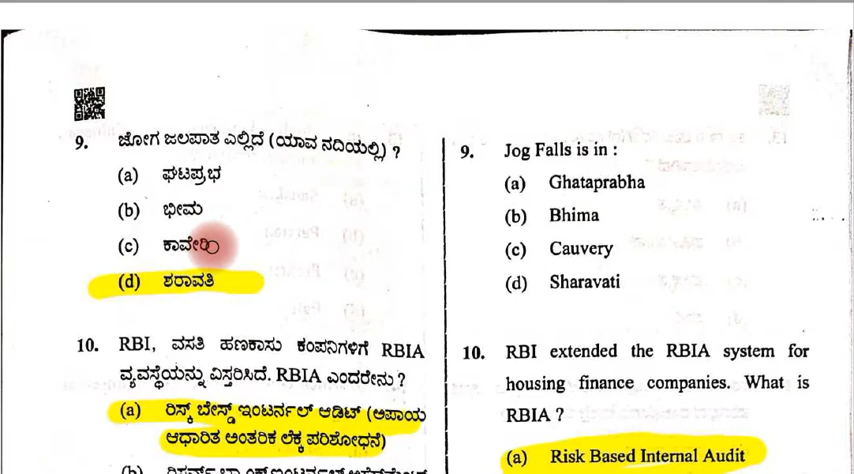 9. ಜೋಗ ಜಲಪಾತ ಎಲ್ಲಿದೆ (ಯಾವ ನದಿಯಲ್ಲಿ) ?
(a) ಘಟಪ್ರಭ
(b) ಭೀಮ
(c) ಕಾವೇರಿ
(d) ಶರಾವತಿ
10. RBI, ವಸತಿ ಹಣಕಾಸು ಕಂಪನಿಗಳಿಗೆ RBIA
ವ್ಯವಸ್ಥೆಯನ್ನು ವಿಸ್ತರಿಸಿದೆ. RBIA ಎಂದರೇನು ?
(a) ರಿಸ್ಕ್ ಬೇಸ್ಡ್ ಇಂಟರ್ನಲ್ ಆಡಿಟ್ (ಅಪಾಯ
ಆಧಾರಿತ ಆಂತರಿಕ ಲೆಕ್ಕ ಪರಿಶೋಧನೆ)
9. Jog Falls is in :
(a) Ghataprabha
(b) Bhima
(c) Cauvery
(d) Sharavati
10. RBI extended the RBIA system for
housing finance companies. What is
RBIA ?
(a) Risk Based Internal Audit